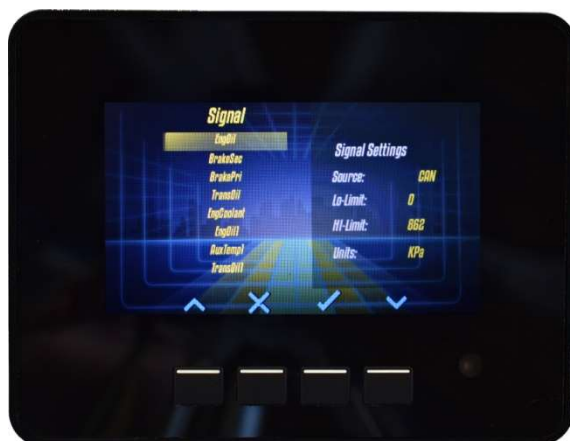 Signal
EngOil
BrakeSec
BrakePri
TransOil
EngCoolant
EngOil1
AuxTemp1
TransOil1
Signal Settings
Source: CAN
Lo-Limit: 0
HI-Limit: 862
Units: KPa